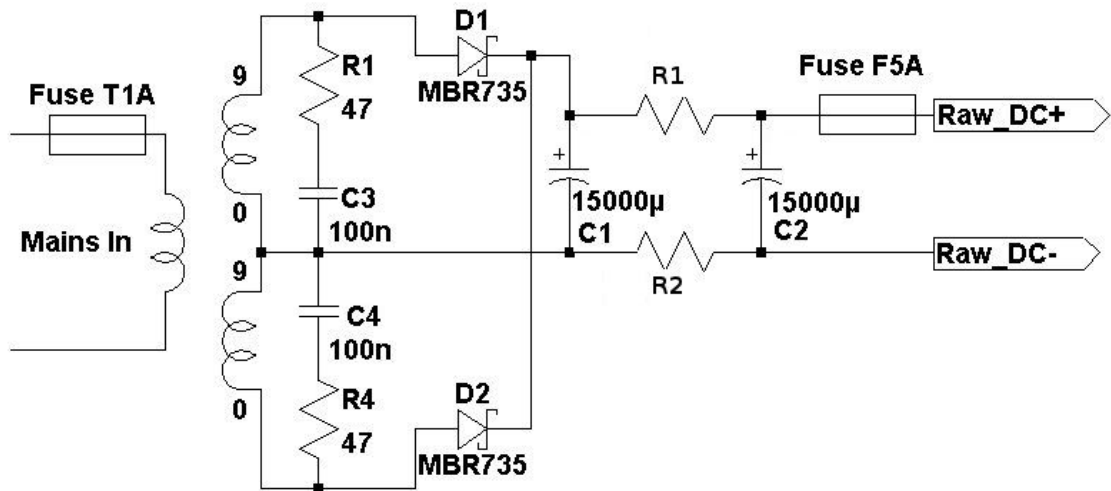 D1
9
R1
R1
Fuse F5A
Fuse T1A
47
MBR735
Raw_DC+
+
+
0
C3
15000µ
15000µ
Mains In
100n
C1
C2
9
Raw_DC-
C4
R2
100n
R4
D2
0
47
MBR735